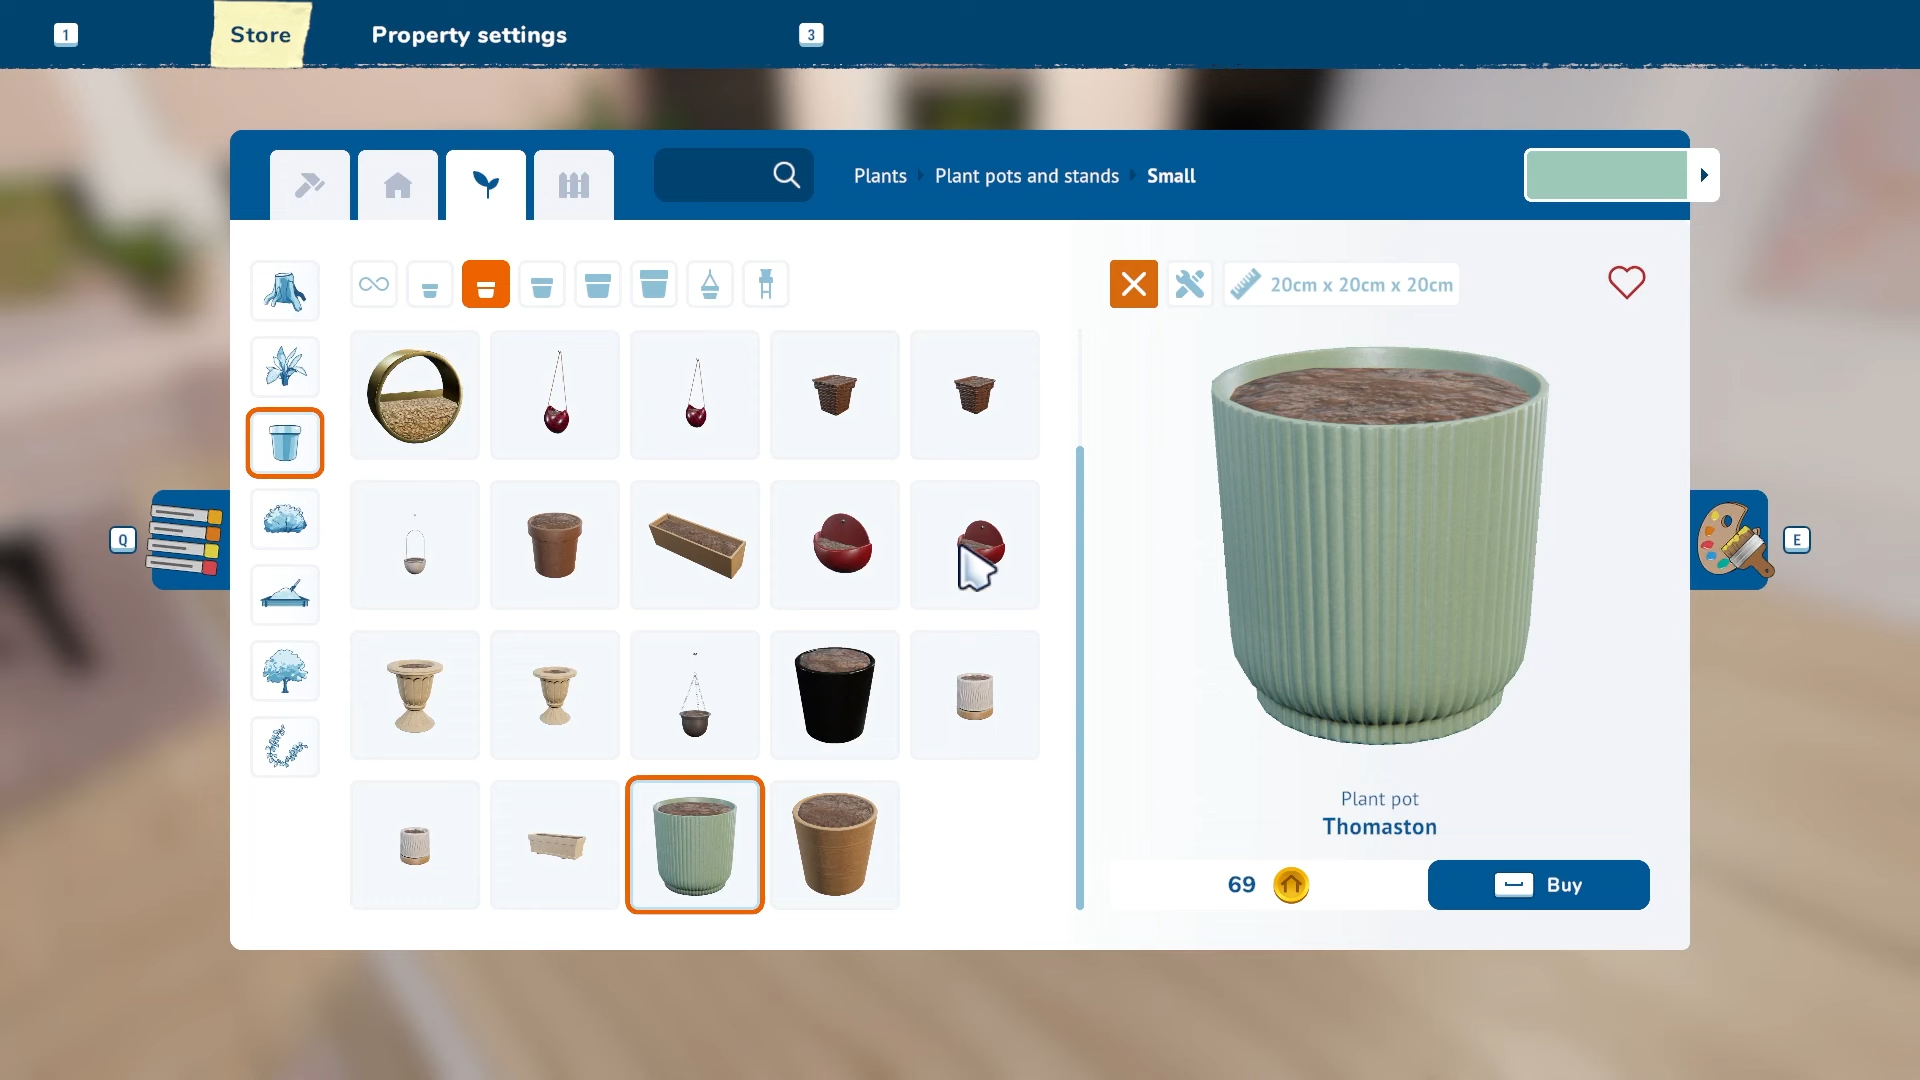 1
Store
Property settings
3
Plants
Plant pots and stands
Small
20cm x 20cm x 20cm
Q
E
Plant pot
Thomaston
69
Buy